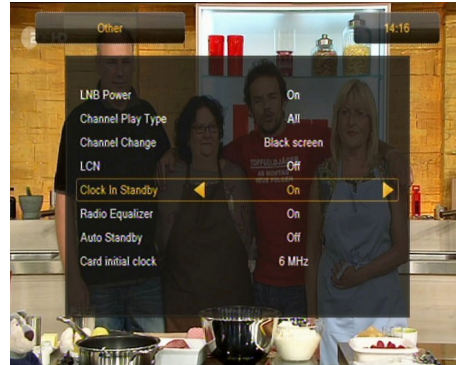 Other
14:16
HD
LNB Power On
Channel Play Type All
Channel Change Black screen
LCN Off
Clock In Standby On
Radio Equalizer On
Auto Standby Off
Card initial clock 6 MHz